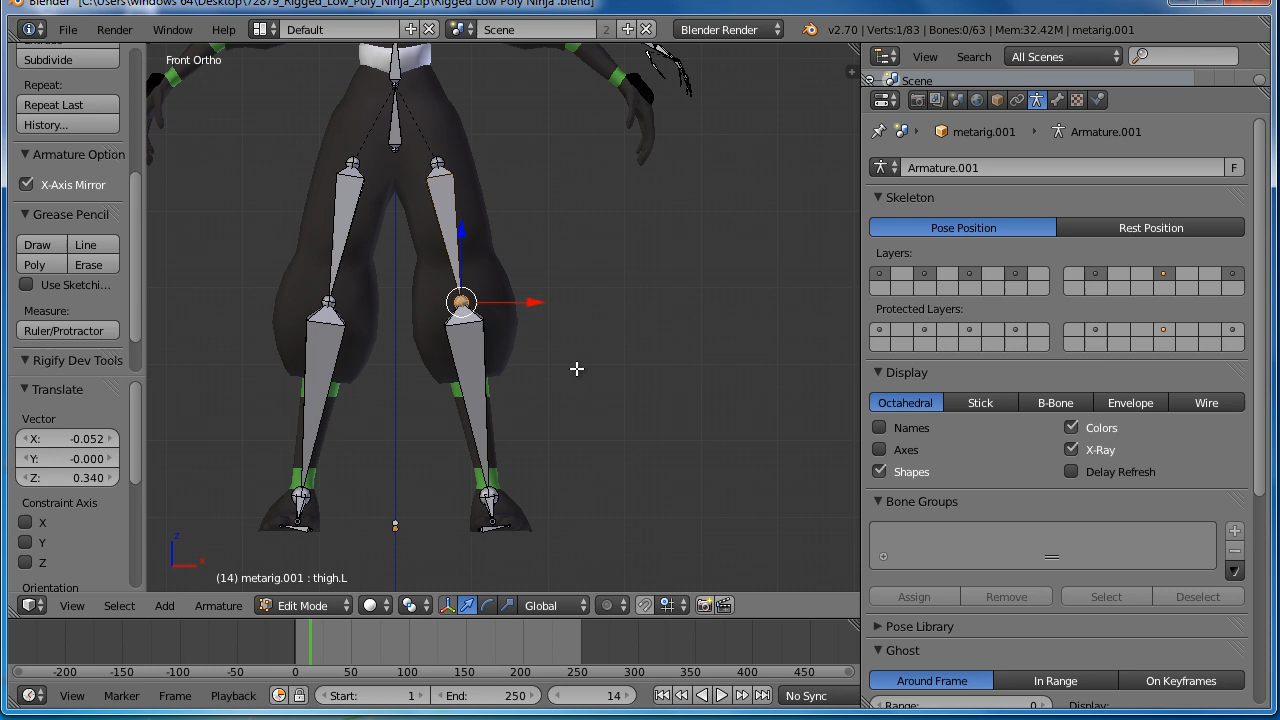 Blender [C:\Users\windows 64\Desktop\72879_Rigged_Low_Poly_Ninja_zip\Rigged Low Poly Ninja .blend]
File Render Window Help Default Scene 2 Blender Render v2.70 | Verts:1/83 | Bones:0/63 | Mem:32.42M | metarig.001
Subdivide
Repeat:
Repeat Last
History...
Armature Option
X-Axis Mirror
Grease Pencil
Draw Line
Poly Erase
Use Sketchi...
Measure:
Ruler/Protractor
Rigify Dev Tools
Translate
Vector
X: -0.052
Y: -0.000
Z: 0.340
Constraint Axis
X
Y
Z
Orientation
Front Ortho
z
x
(14) metarig.001 : thigh.L
View Select Add Armature Edit Mode Global
-200 -150 -100 -50 0 50 100 150 200 250 300 350 400 450
View Marker Frame Playback Start: 1 End: 250 14 No Sync
View Search All Scenes
Scene
metarig.001 Armature.001
Armature.001 F
Skeleton
Pose Position Rest Position
Layers:
Protected Layers:
Display
Octahedral Stick B-Bone Envelope Wire
Names Colors
Axes X-Ray
Shapes Delay Refresh
Bone Groups
Assign Remove Select Deselect
Pose Library
Ghost
Around Frame In Range On Keyframes
Range: 0 Display: